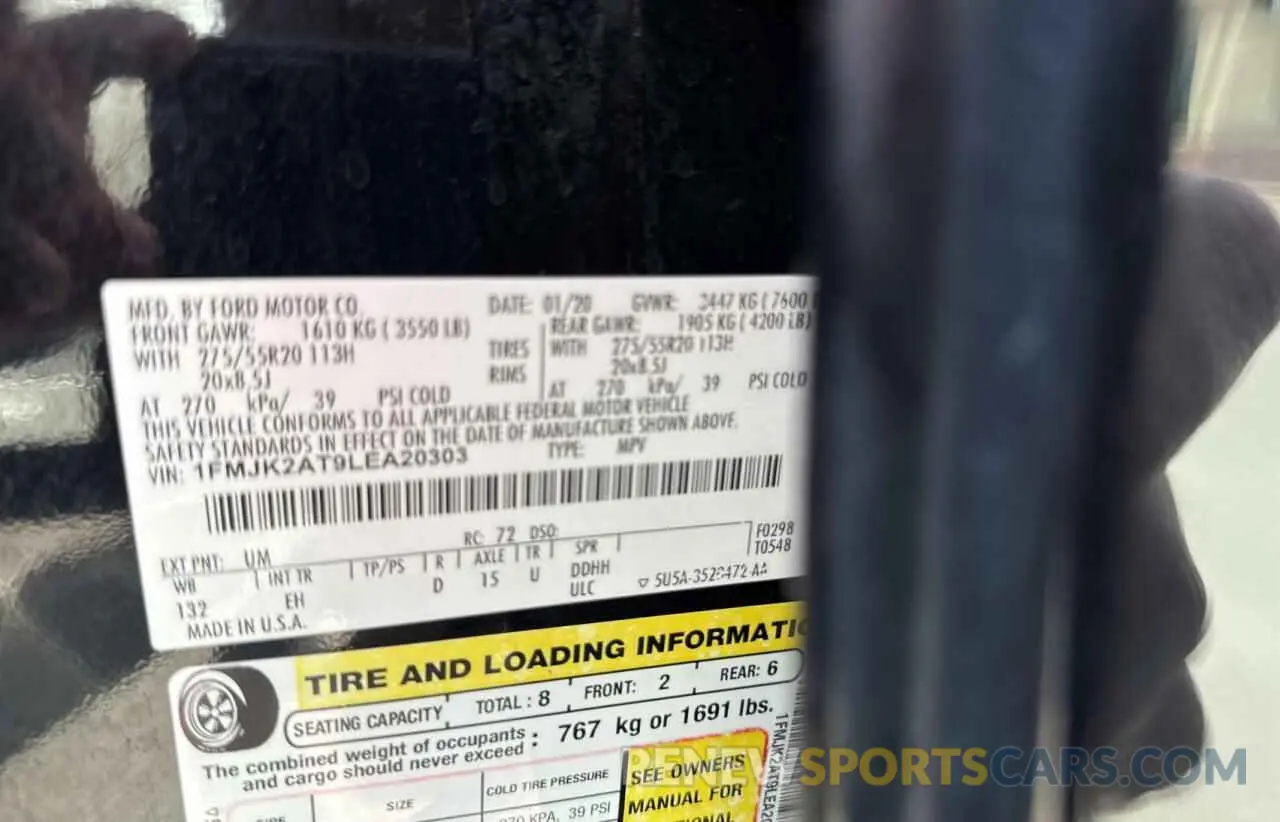 MFD. BY FORD MOTOR CO.
DATE: 01/20 GVWR: 3447 KG ( 7600
FRONT GAWR: 1610 KG ( 3550 LB)
REAR GAWR: 1905 KG ( 4200 LB)
WITH 275/55R20 113H TIRES
WITH 275/55R20 113H
20x8.5J RIMS
20x8.5J
AT 270 kPa/ 39 PSI COLD
AT 270 kPa/ 39 PSI COLD
THIS VEHICLE CONFORMS TO ALL APPLICABLE FEDERAL MOTOR VEHICLE
SAFETY STANDARDS IN EFFECT ON THE DATE OF MANUFACTURE SHOWN ABOVE.
VIN: 1FMJK2AT9LEA20303 TYPE: MPV
EXT PNT: UM RC: 72 DSO:
F0298
T0548
WB INT TR TP/PS R AXLE TR SPR
132 EH D 15 U DDHH
ULC
MADE IN U.S.A.
TIRE AND LOADING
SEATING CAPACITY TOTAL : 8 FRONT: 2 REAR: 6
The combined weight of occupants
and cargo should never exceed : 767 kg or 1691 lbs.
SIZE COLD TIRE PRESSURE
KPA, 39 PSI
SEE OWNERS
MANUAL FOR
RENEWSPORTSCARS.COM